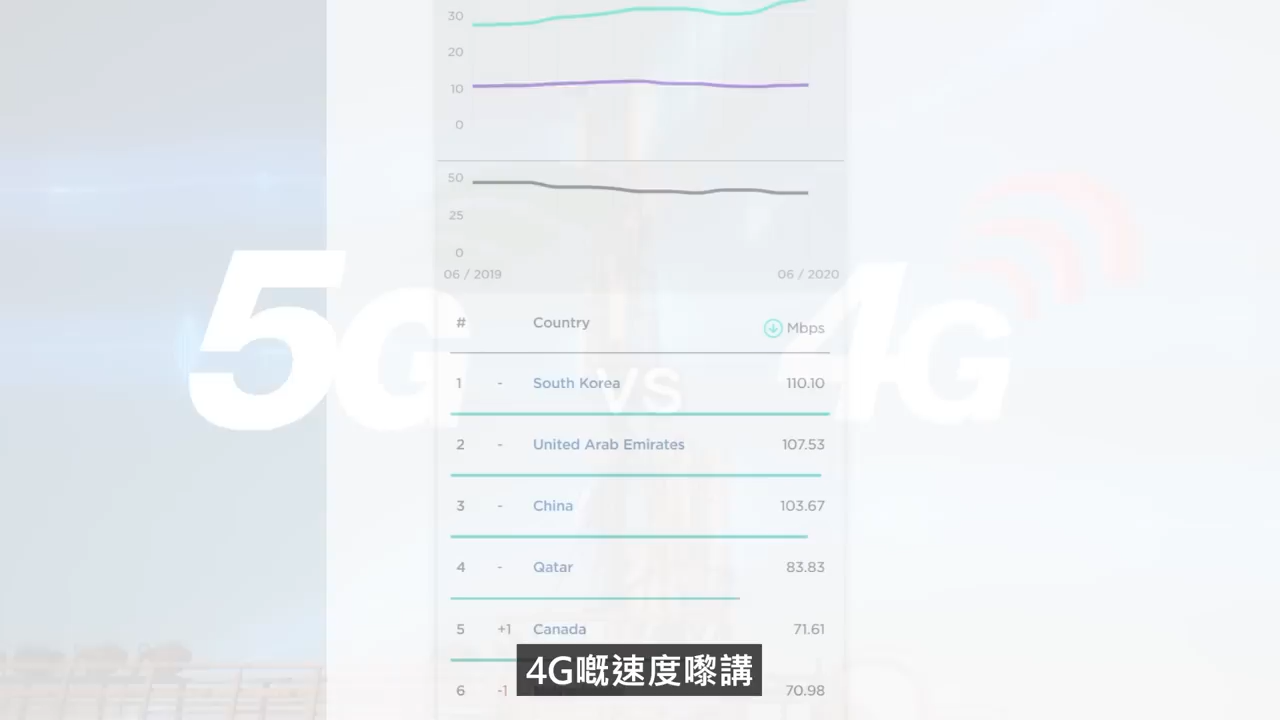 30
20
10
0
50
25
0
06 / 2019 06 / 2020
5G vs 4G
# Country Mbps
1 - South Korea 110.10
2 - United Arab Emirates 107.53
3 - China 103.67
4 - Qatar 83.83
5 +1 Canada 71.61
6 -1 70.98
4G嘅速度嚟講